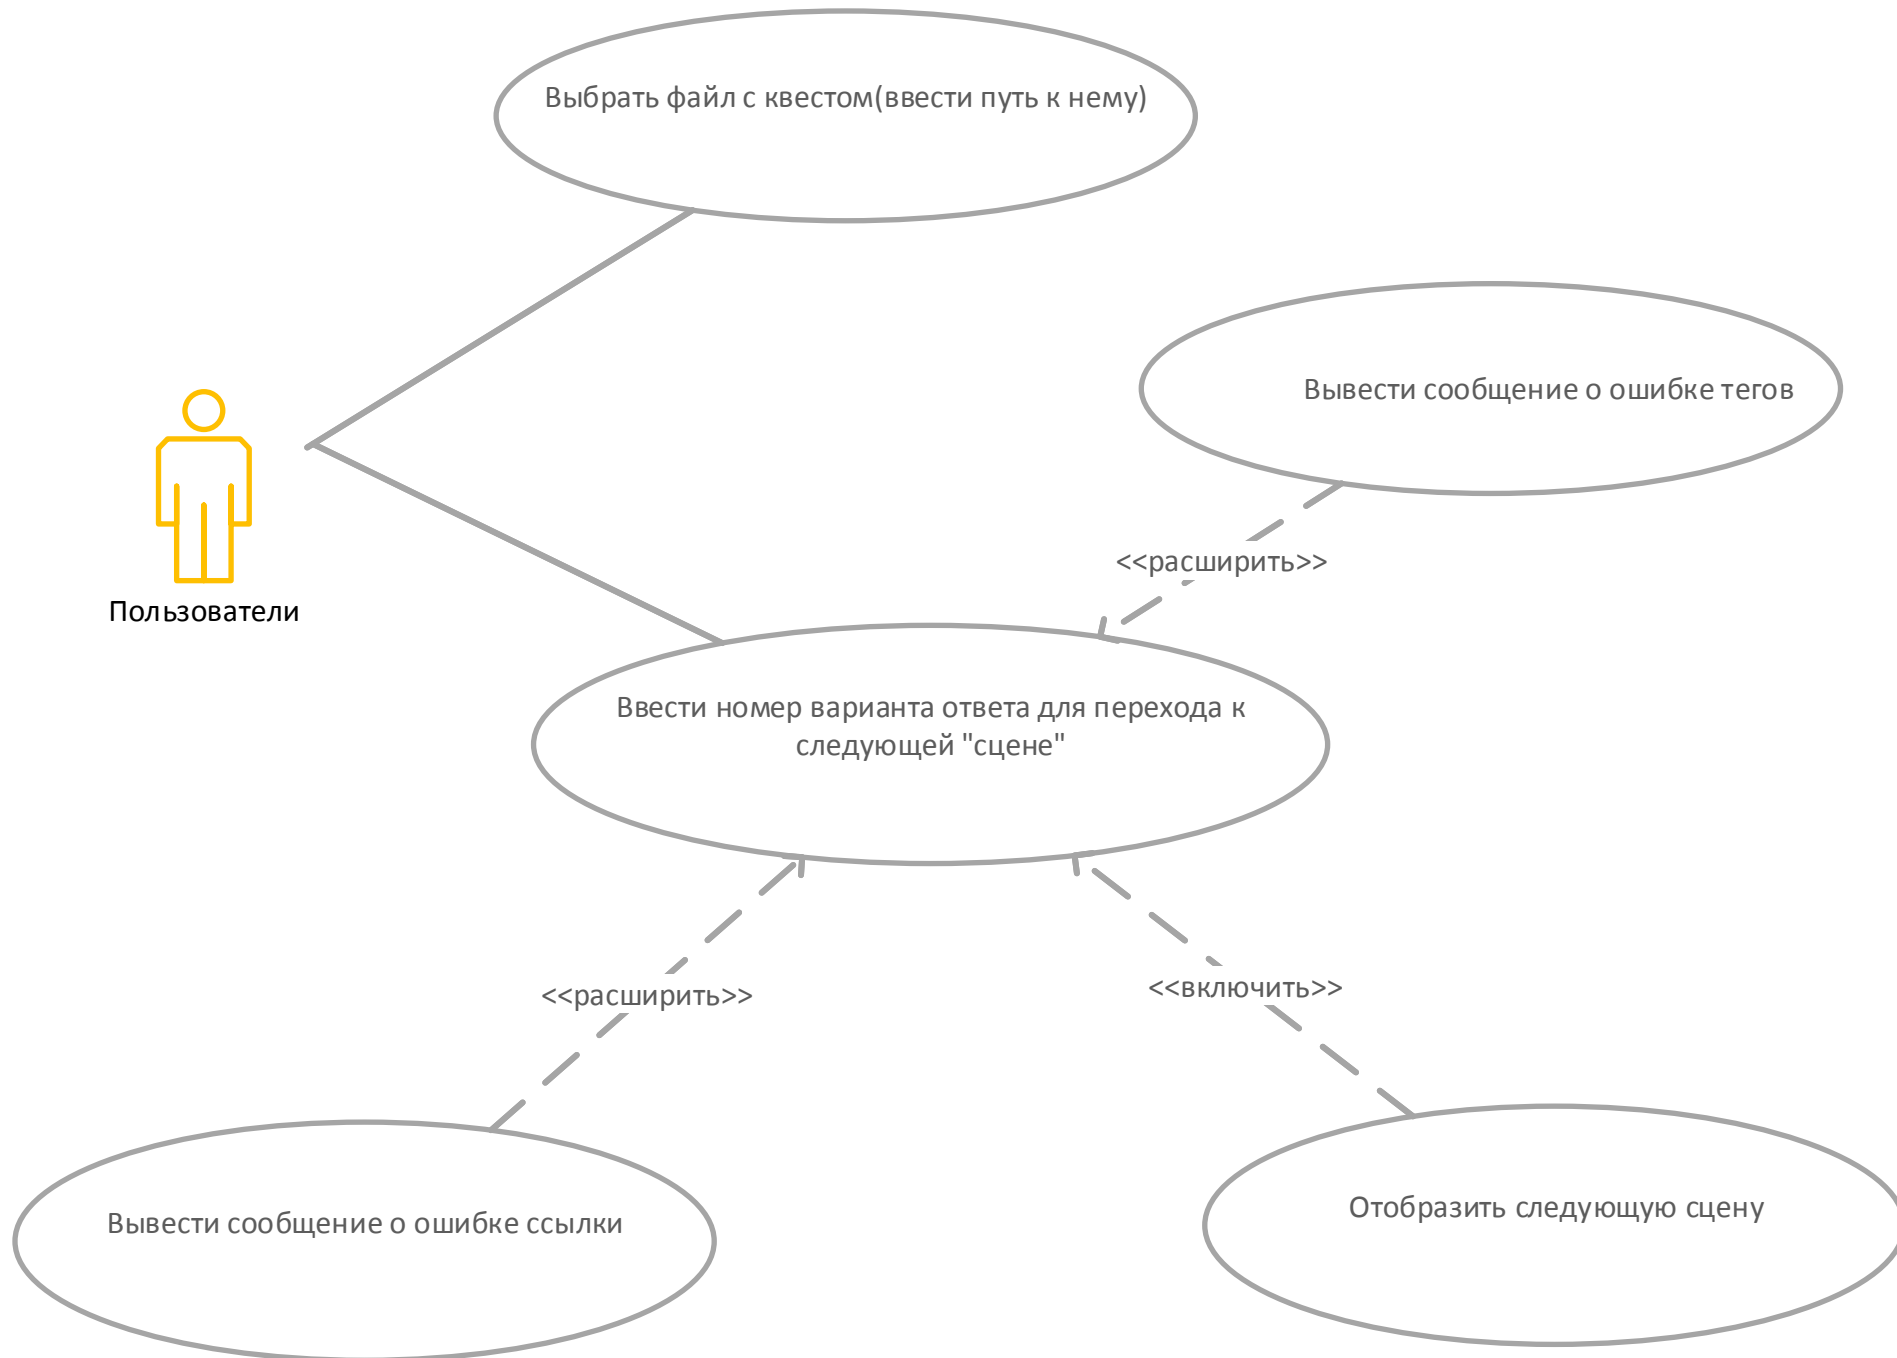 Выбрать файл с квестом(ввести путь к нему)
Вывести сообщение о ошибке тегов
<<расширить>>
Пользователи
Ввести номер варианта ответа для перехода к
следующей "сцене"
<<расширить>>
<<включить>>
Вывести сообщение о ошибке ссылки
Отобразить следующую сцену